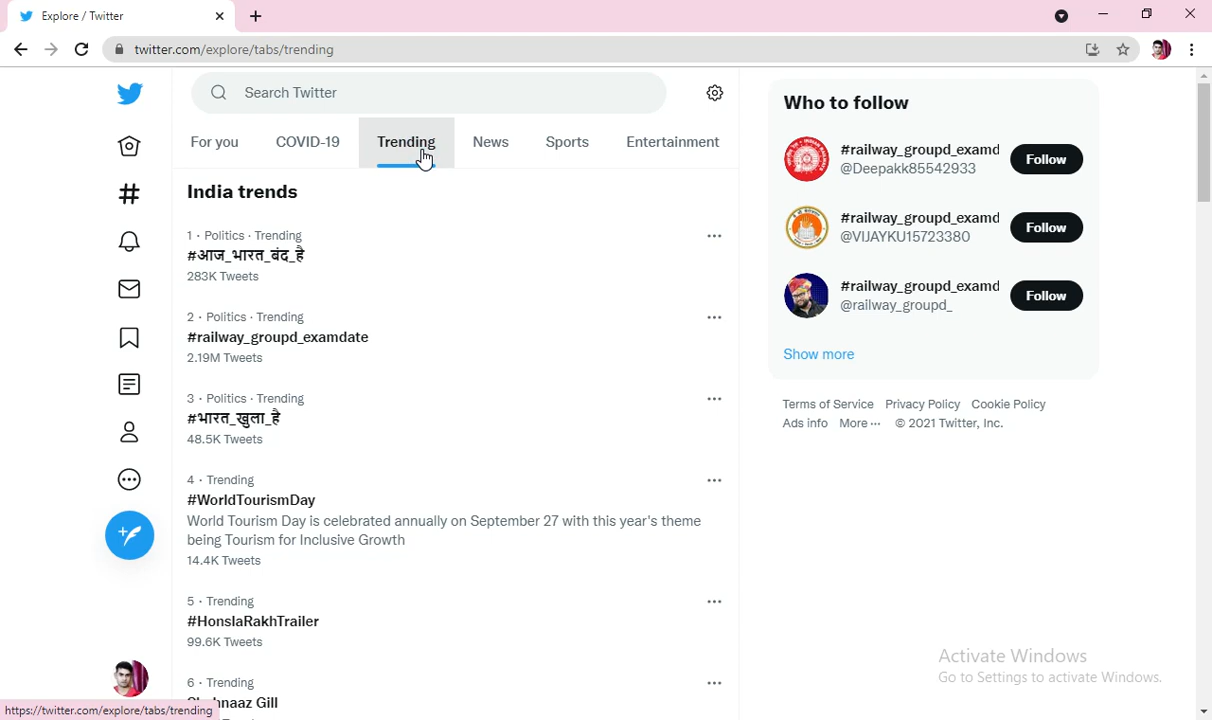 Explore / Twitter
twitter.com/explore/tabs/trending
Search Twitter
For you COVID-19 Trending News Sports Entertainment
India trends
1 · Politics · Trending
#आज_भारत_बंद_है
283K Tweets
2 · Politics · Trending
#railway_groupd_examdate
2.19M Tweets
3 · Politics · Trending
#भारत_खुला_है
48.5K Tweets
4 · Trending
#WorldTourismDay
World Tourism Day is celebrated annually on September 27 with this year's theme
being Tourism for Inclusive Growth
14.4K Tweets
5 · Trending
#HonslaRakhTrailer
99.6K Tweets
6 · Trending
Gill
https://twitter.com/explore/tabs/trending
Who to follow
#railway_groupd_examd
@Deepakk85542933
Follow
#railway_groupd_examd
@VIJAYKU15723380
Follow
#railway_groupd_examd
@railway_groupd_
Follow
Show more
Terms of Service Privacy Policy Cookie Policy
Ads info More ··· © 2021 Twitter, Inc.
Activate Windows
Go to Settings to activate Windows.